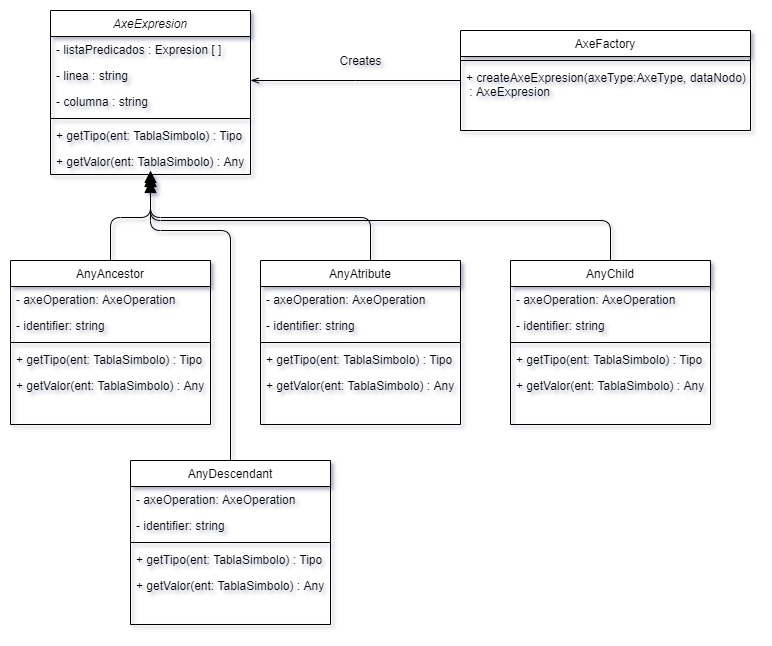 AxeExpresion
- listaPredicados : Expresion [ ]
- linea : string
- columna : string
+ getTipo(ent: TablaSimbolo) : Tipo
+ getValor(ent: TablaSimbolo) : Any
Creates
AxeFactory
+ createAxeExpresion(axeType:AxeType, dataNodo)
: AxeExpresion
AnyAncestor
- axeOperation: AxeOperation
- identifier: string
+ getTipo(ent: TablaSimbolo) : Tipo
+ getValor(ent: TablaSimbolo) : Any
AnyAtribute
- axeOperation: AxeOperation
- identifier: string
+ getTipo(ent: TablaSimbolo) : Tipo
+ getValor(ent: TablaSimbolo) : Any
AnyChild
- axeOperation: AxeOperation
- identifier: string
+ getTipo(ent: TablaSimbolo) : Tipo
+ getValor(ent: TablaSimbolo) : Any
AnyDescendant
- axeOperation: AxeOperation
- identifier: string
+ getTipo(ent: TablaSimbolo) : Tipo
+ getValor(ent: TablaSimbolo) : Any